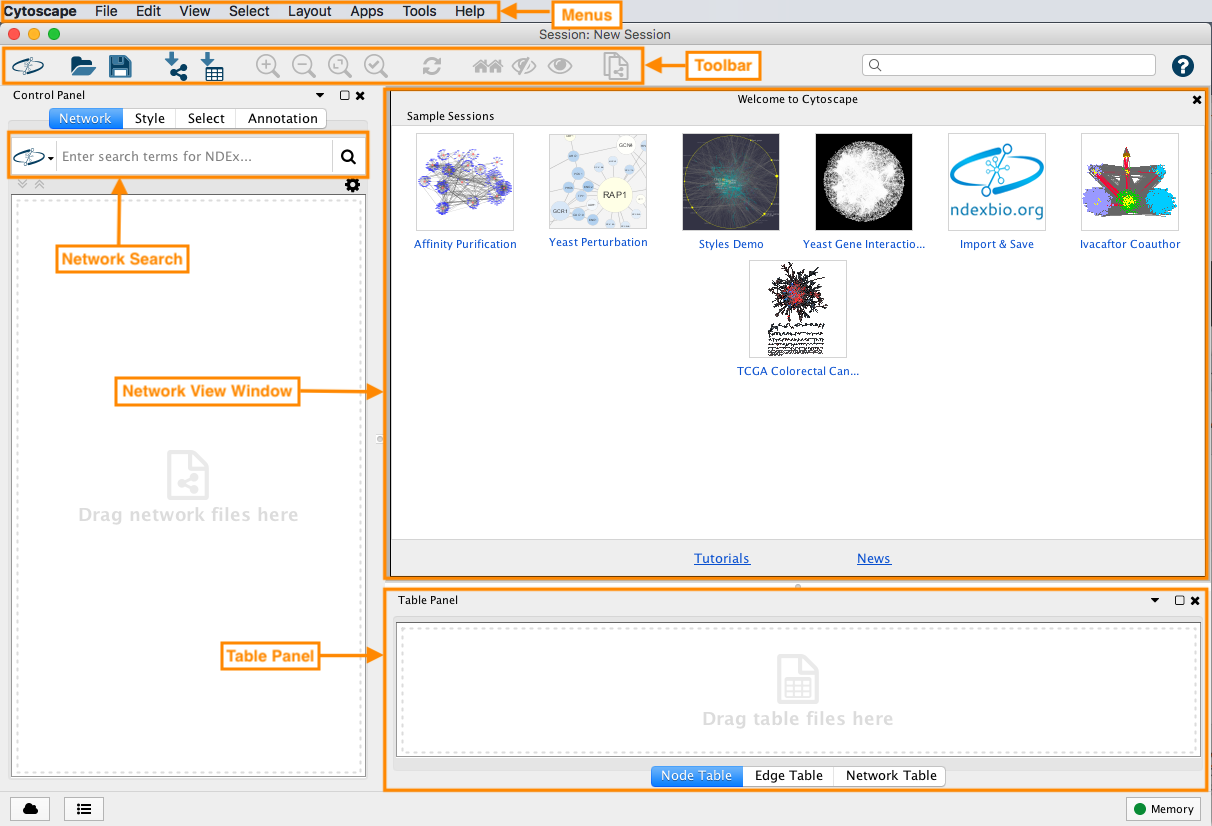 Cytoscape File Edit View Select Layout Apps Tools Help
Menus
Session: New Session
Toolbar
Control Panel
Network Style Select Annotation
Enter search terms for NDEx...
Network Search
Welcome to Cytoscape
Sample Sessions
GCN4
RAP1
GCR1
ndexbio.org
Affinity Purification Yeast Perturbation Styles Demo Yeast Gene Interactio... Import & Save Ivacaftor Coauthor
TCGA Colorectal Can...
Network View Window
Drag network files here
Tutorials News
Table Panel
Table Panel
Drag table files here
Node Table Edge Table Network Table
Memory